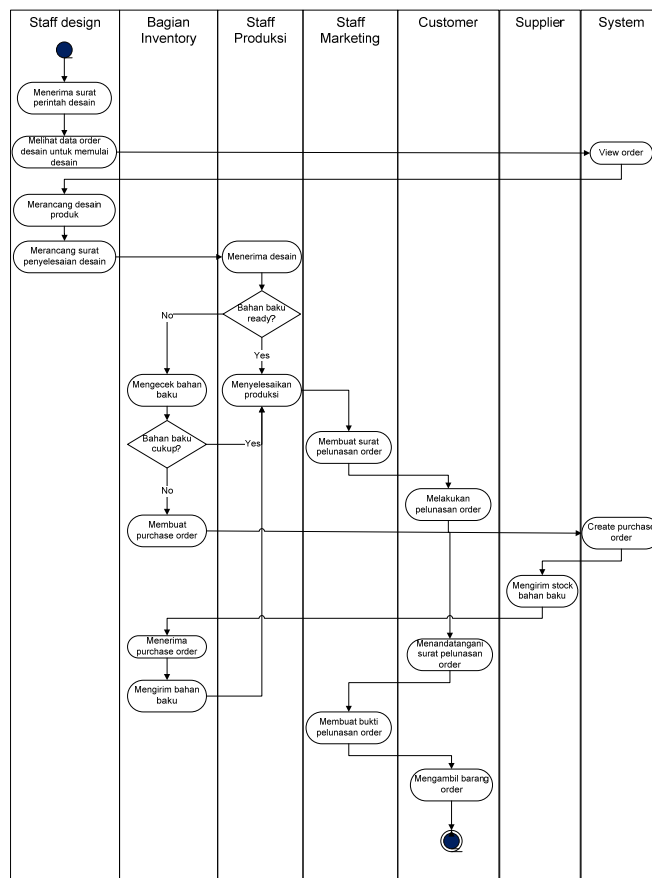 Staff design
Bagian
Inventory
Staff
Produksi
Staff
Marketing
Customer
Supplier
System
Menerima surat
perintah desain
Melihat data order
desain untuk memulai
desain
View order
Merancang desain
produk
Merancang surat
penyelesaian desain
Menerima desain
Bahan baku
ready?
No
Yes
Mengecek bahan
baku
Menyelesaikan
produksi
Bahan baku
cukup?
Yes
Membuat surat
pelunasan order
No
Melakukan
pelunasan order
Membuat
purchase order
Create purchase
order
Mengirim stock
bahan baku
Menerima
purchase order
Menandatangani
surat pelunasan
order
Mengirim bahan
baku
Membuat bukti
pelunasan order
Mengambil barang
order